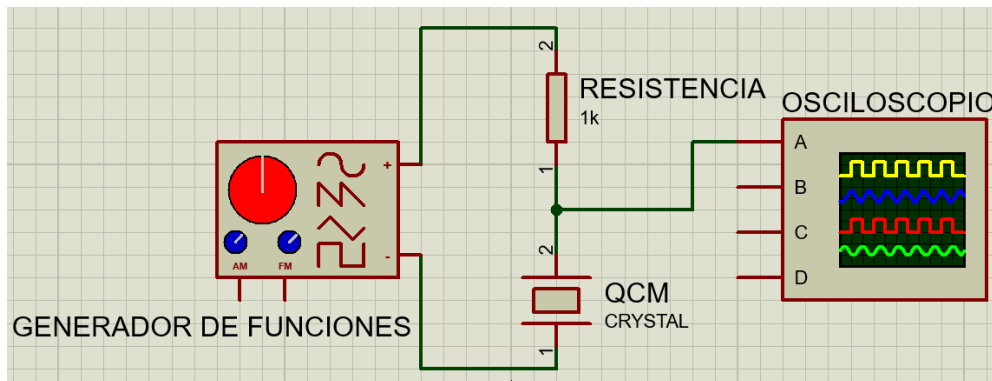 2
RESISTENCIA
1k
1
OSCILOSCOPIO
A
B
C
D
+
-
AM FM
GENERADOR DE FUNCIONES
2
QCM
CRYSTAL
1